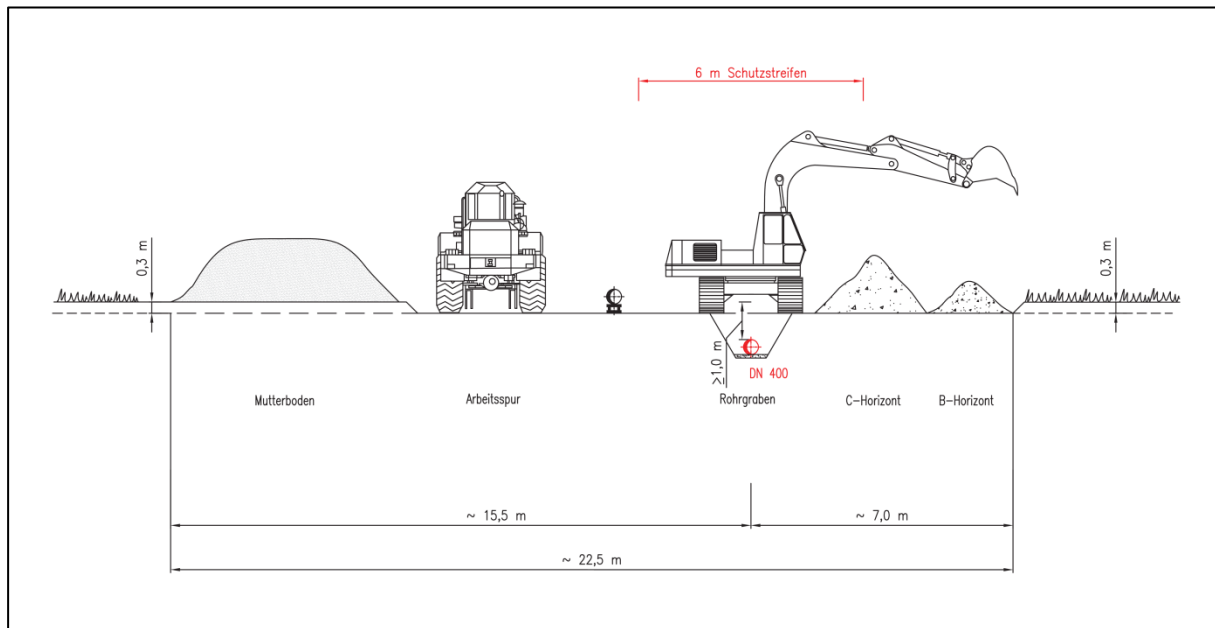 6 m Schutzstreifen
0,3 m
0,3 m
≥1,0 m
DN 400
Mutterboden
Arbeitsspur
Rohrgraben
C-Horizont
B-Horizont
~ 15,5 m
~ 7,0 m
~ 22,5 m